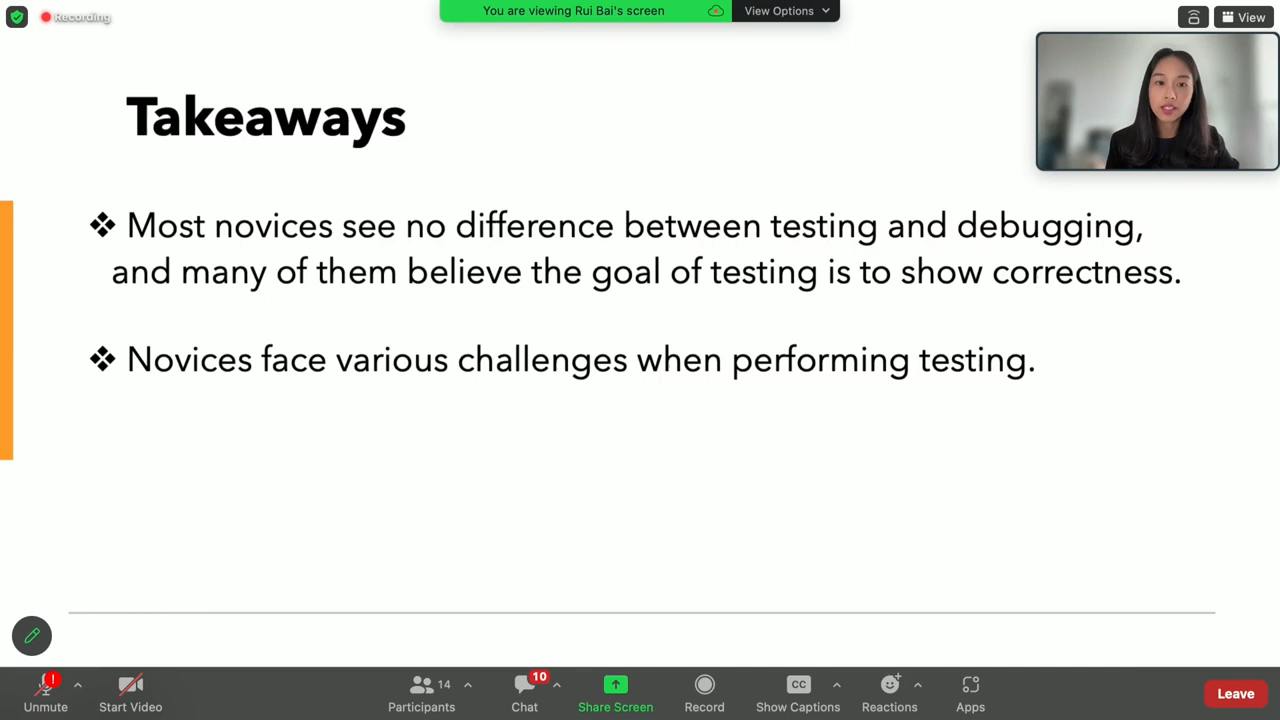 Recording
You are viewing Rui Bai's screen
View Options
View
Takeaways
❖ Most novices see no difference between testing and debugging,
and many of them believe the goal of testing is to show correctness.
❖ Novices face various challenges when performing testing.
Unmute
Start Video
14
Participants
10
Chat
Share Screen
Record
CC
Show Captions
Reactions
Apps
Leave